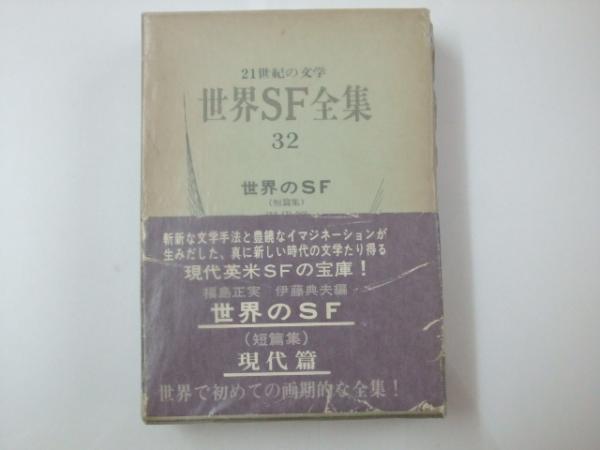 21世紀の文学
世界SF全集
32
世界のSF
(短篇集)
斬新な文学手法と豊饒なイマジネーションが
生みだした、真に新しい時代の文学たり得る
現代英米SFの宝庫!
福島正実 伊藤典夫編
世界のSF
(短篇集)
現代篇
世界で初めての画期的な全集!